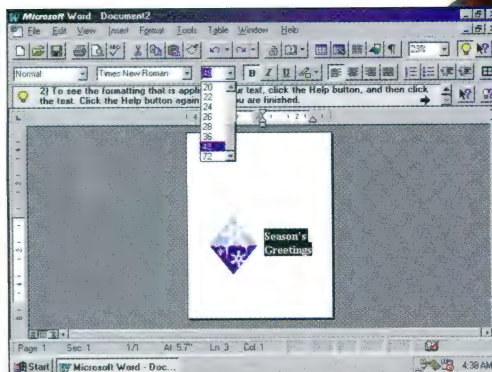 Microsoft Word - Document2
File Edit View Insert Format Tools Table Window Help
Normal Times New Roman 48 B I U
2) To see the formatting that is appli r text, click the Help button, and then click
the text. Click the Help button again ou are finished.
20
22
24
26
28
36
48
72
Season's
Greetings
Page 1 Sec 1 1/1 At 5.7" Ln 3 Col 1
Start Microsoft Word - Doc... 4:38 AM